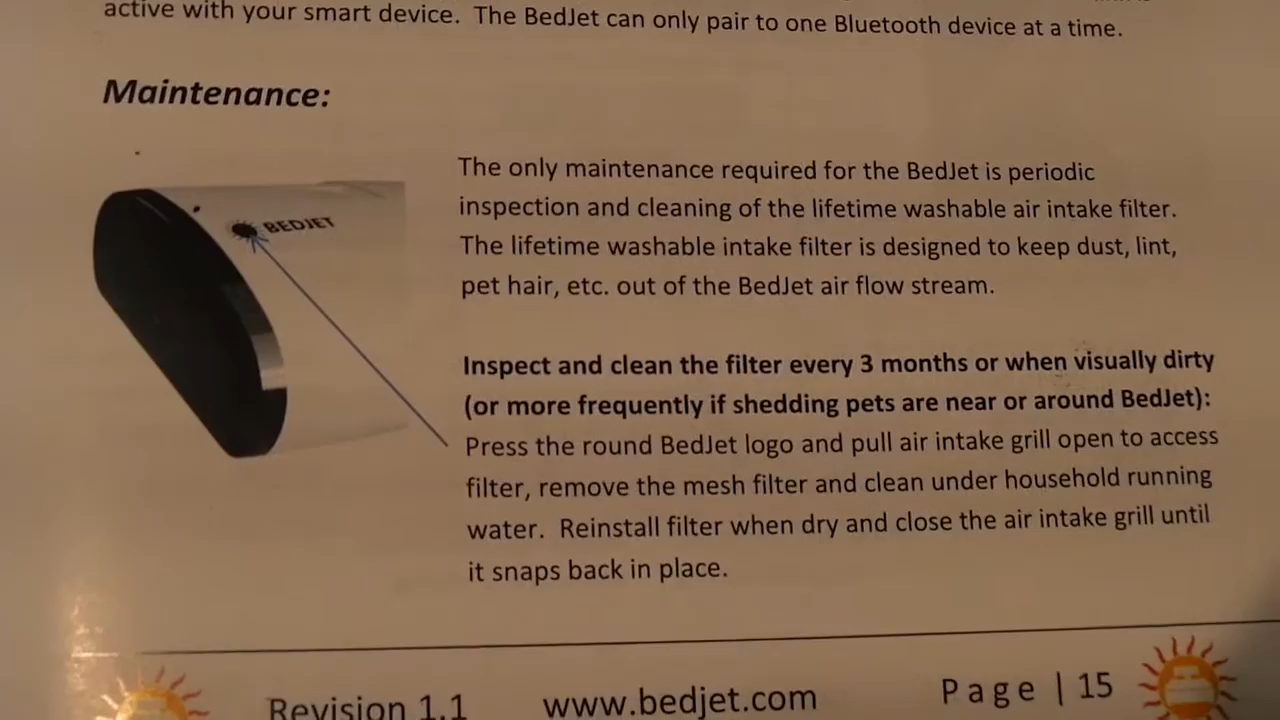 active with your smart device.  The BedJet can only pair to one Bluetooth device at a time.
Maintenance:
BEDJET
The only maintenance required for the BedJet is periodic
inspection and cleaning of the lifetime washable air intake filter.
The lifetime washable intake filter is designed to keep dust, lint,
pet hair, etc. out of the BedJet air flow stream.
Inspect and clean the filter every 3 months or when visually dirty
(or more frequently if shedding pets are near or around BedJet):
Press the round BedJet logo and pull air intake grill open to access
filter, remove the mesh filter and clean under household running
water.  Reinstall filter when dry and close the air intake grill until
it snaps back in place.
Revision 1.1 www.bedjet.com Page | 15